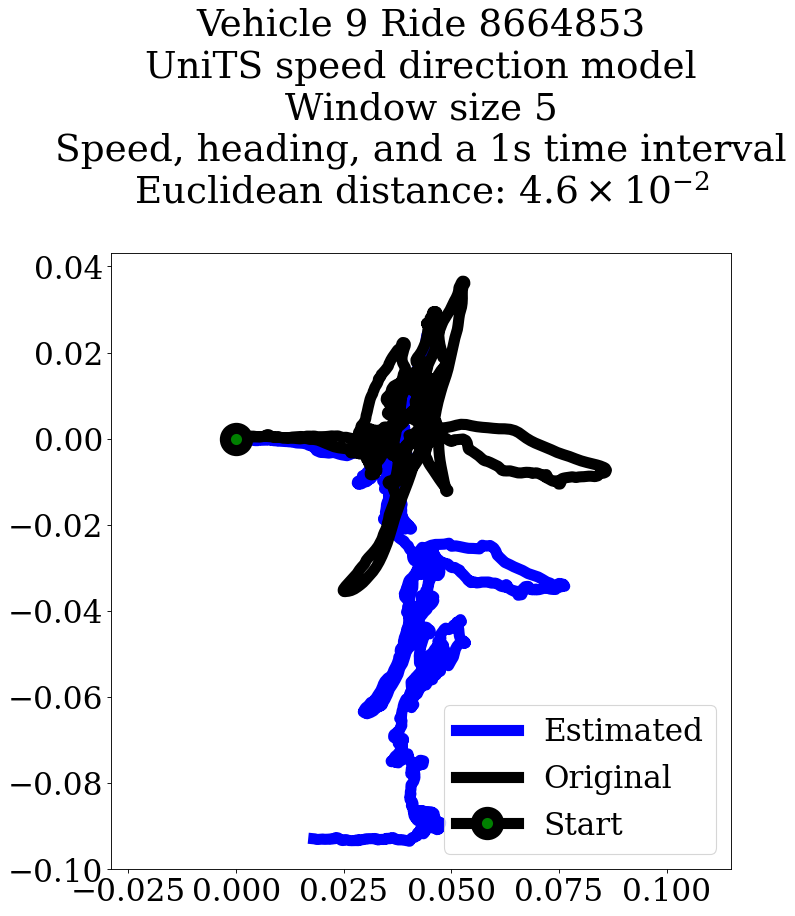 Vehicle 9 Ride 8664853
UniTS speed direction model
Window size 5
Speed, heading, and a 1s time interval
Euclidean distance: 4.6 × 10⁻²
0.04
0.02
0.00
−0.02
−0.04
−0.06
−0.08
−0.10
Estimated
Original
Start
−0.025 0.000 0.025 0.050 0.075 0.100